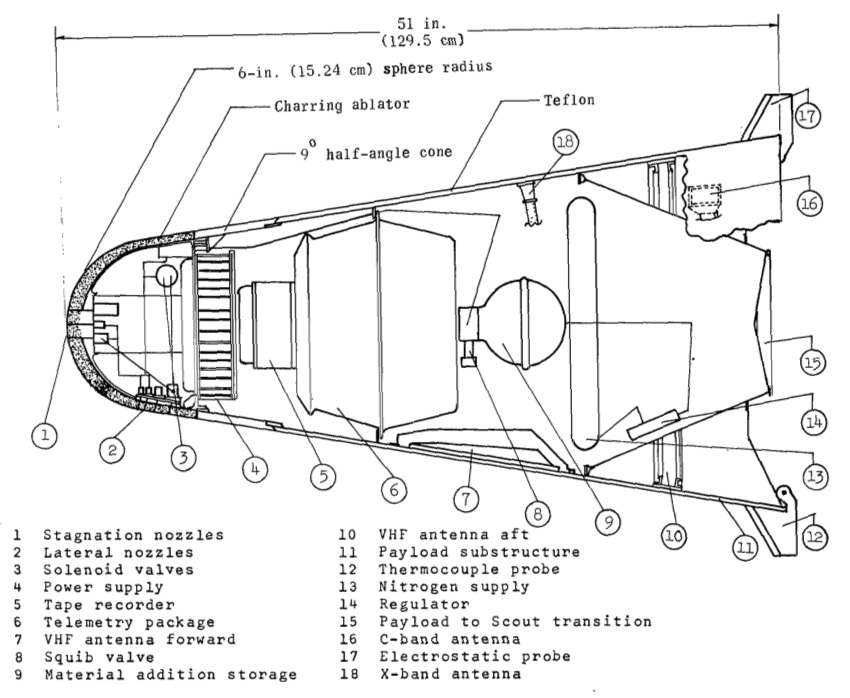 51 in.
(129.5 cm)
6-in. (15.24 cm) sphere radius
Charring ablator
Teflon
9° half-angle cone
17
18
16
15
14
1
2
3
4
5
6
7
8
9
10
11
12
13
1 Stagnation nozzles
2 Lateral nozzles
3 Solenoid valves
4 Power supply
5 Tape recorder
6 Telemetry package
7 VHF antenna forward
8 Squib valve
9 Material addition storage
10 VHF antenna aft
11 Payload substructure
12 Thermocouple probe
13 Nitrogen supply
14 Regulator
15 Payload to Scout transition
16 C-band antenna
17 Electrostatic probe
18 X-band antenna